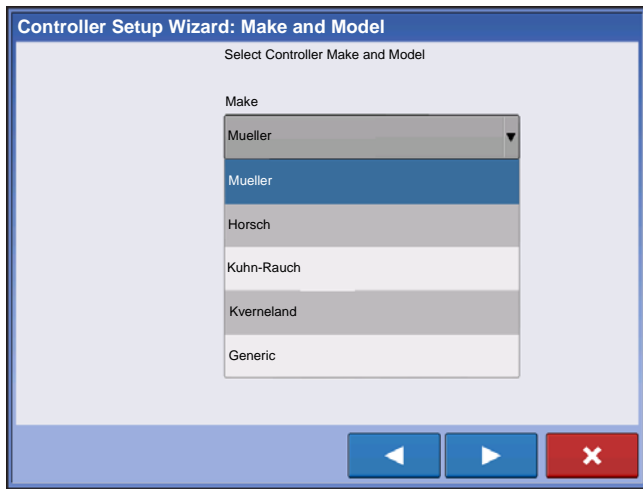 Controller Setup Wizard: Make and Model
Select Controller Make and Model
Make
Mueller
Mueller
Horsch
Kuhn-Rauch
Kverneland
Generic